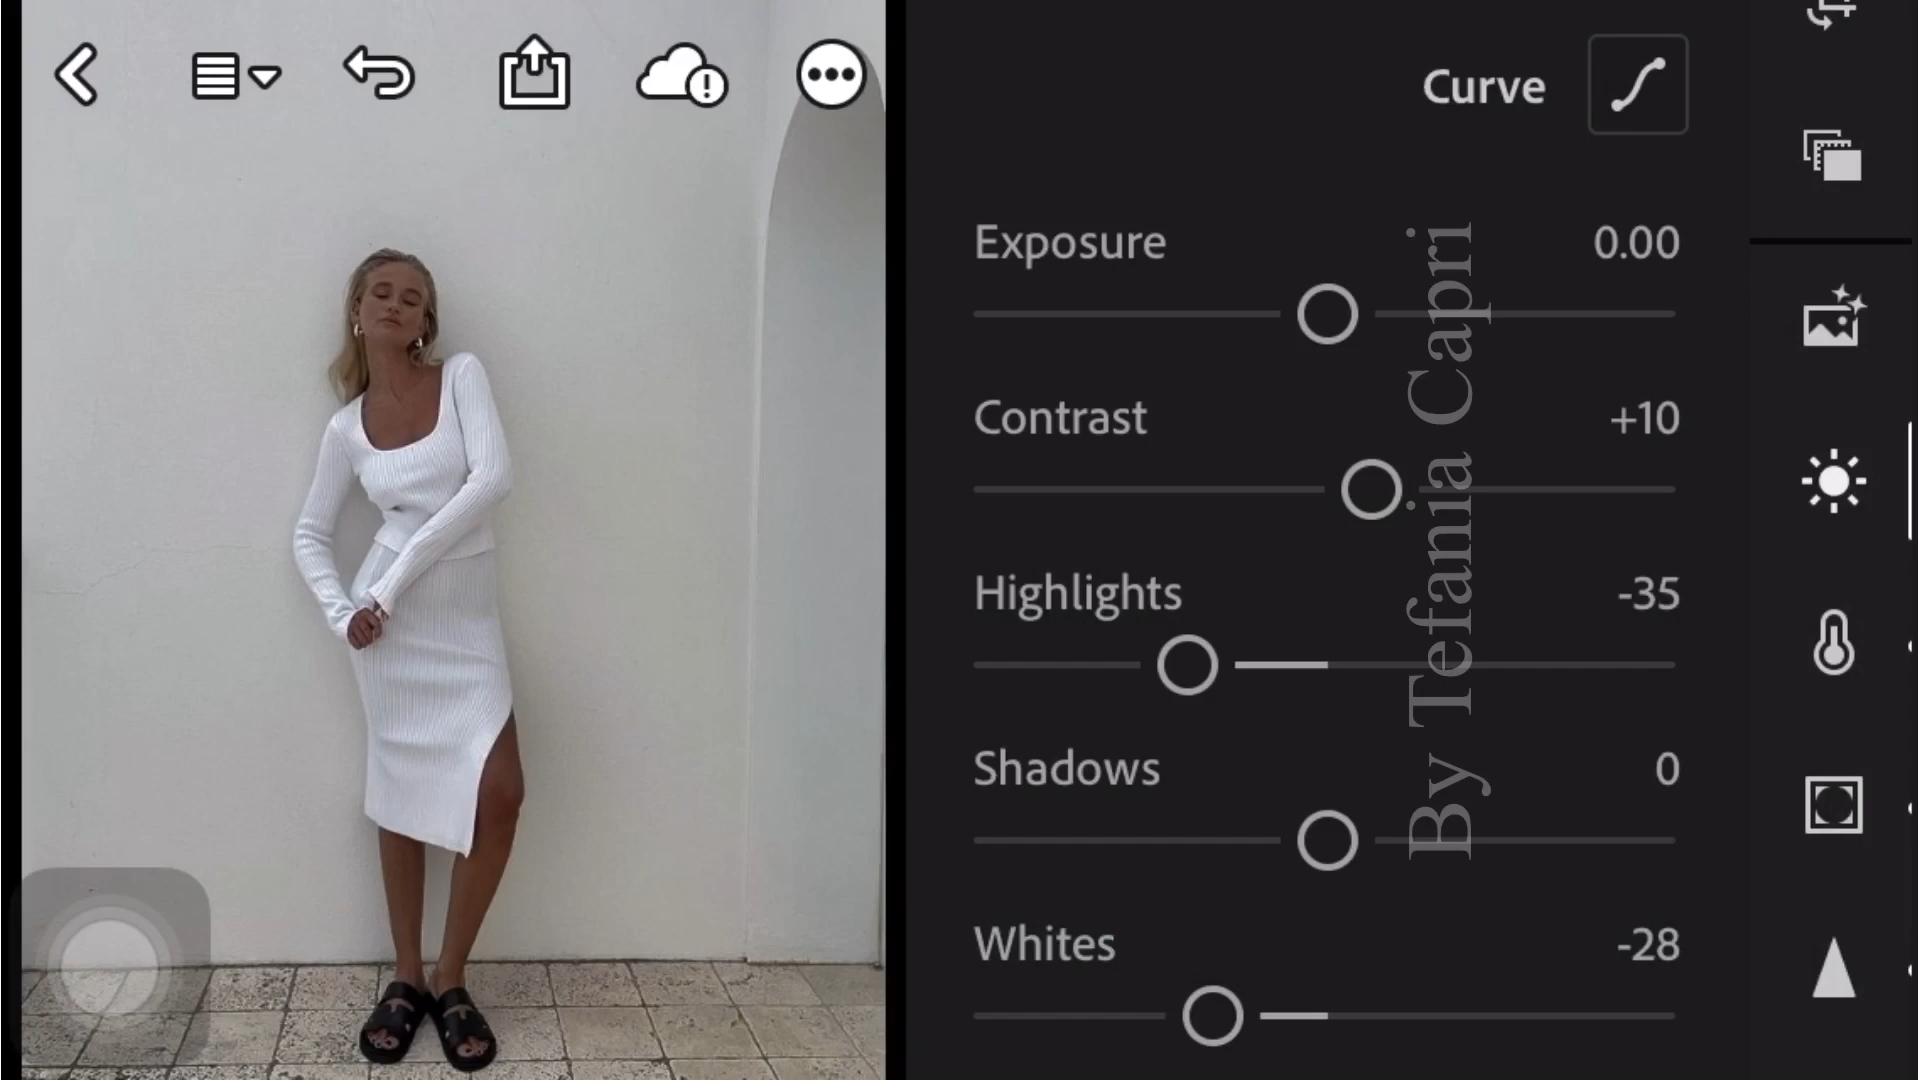 Curve
Exposure 0.00
Contrast +10
Highlights -35
Shadows 0
Whites -28
By Tefania Capri